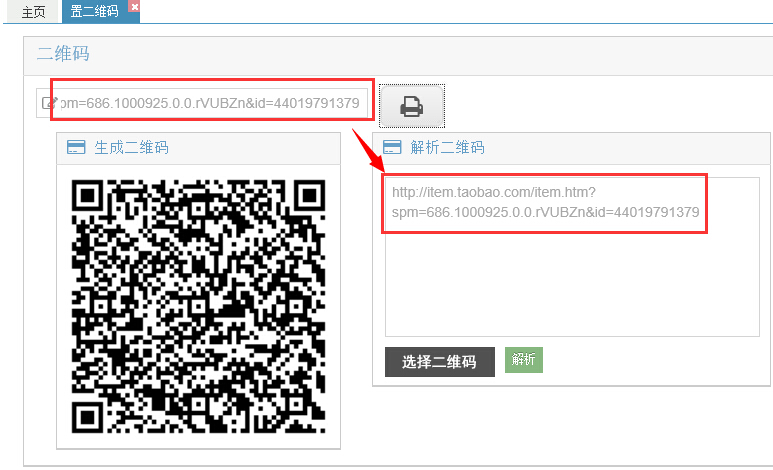 主页
置二维码
二维码
pm=686.1000925.0.0.rVUBZn&id=44019791379
生成二维码
解析二维码
http://item.taobao.com/item.htm?
spm=686.1000925.0.0.rVUBZn&id=44019791379
选择二维码
解析